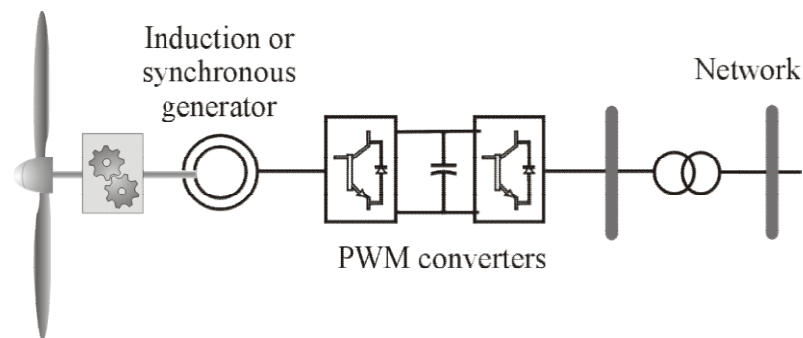 Induction or
synchronous
generator
Network
PWM converters